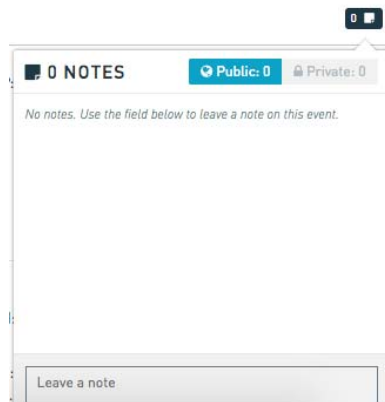 0
0 NOTES
Public: 0
Private: 0
No notes. Use the field below to leave a note on this event.
Leave a note